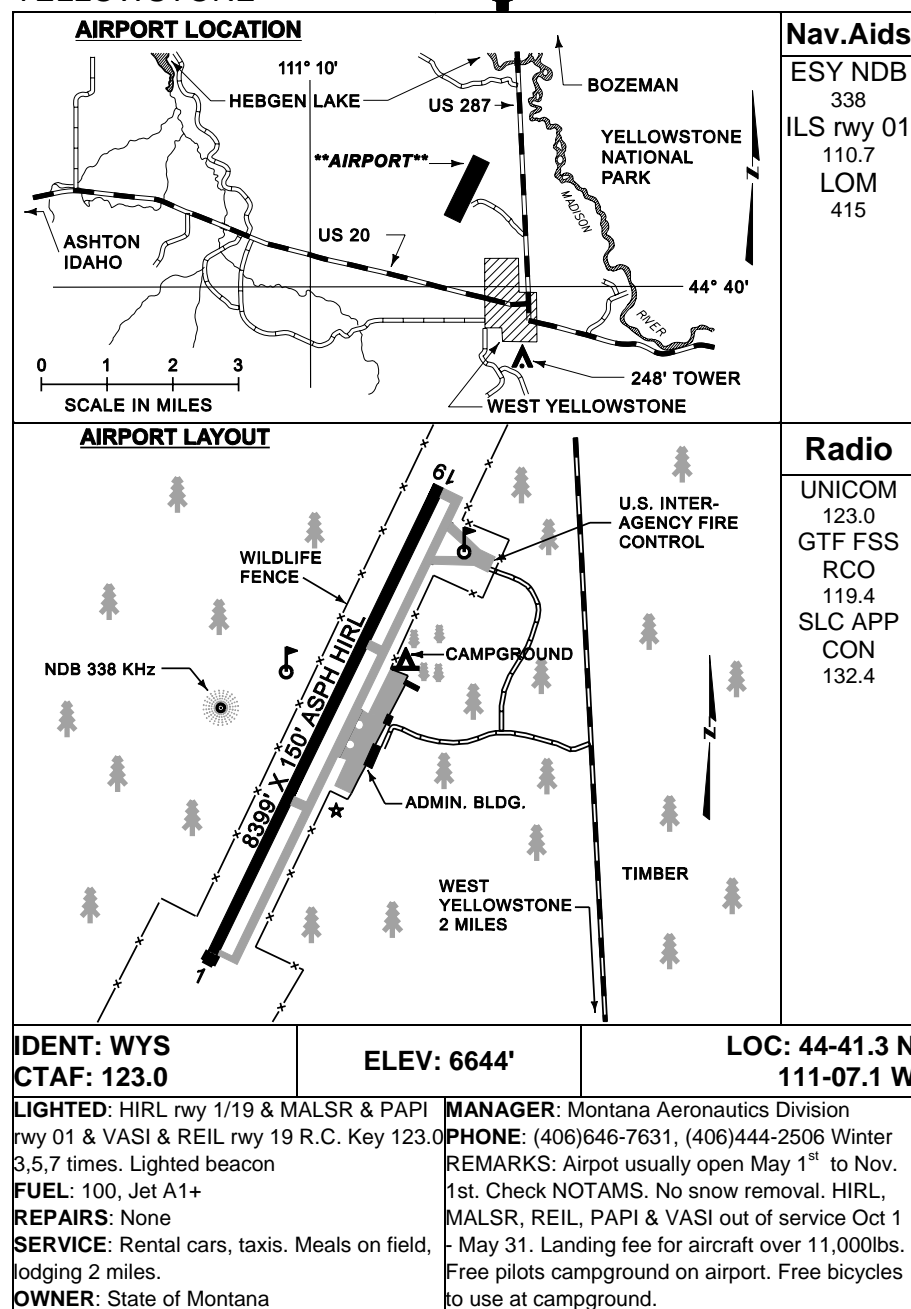 YELLOWSTONE
AIRPORT LOCATION
111° 10'
HEBGEN LAKE
US 287
BOZEMAN
**AIRPORT**
YELLOWSTONE
NATIONAL
PARK
N
MADISON
RIVER
ASHTON
IDAHO
US 20
44° 40'
0 1 2 3
SCALE IN MILES
248' TOWER
WEST YELLOWSTONE
Nav.Aids
ESY NDB
338
ILS rwy 01
110.7
LOM
415
AIRPORT LAYOUT
19
U.S. INTER-
AGENCY FIRE
CONTROL
WILDLIFE
FENCE
NDB 338 KHz
8399' X 150' ASPH HIRL
CAMPGROUND
N
ADMIN. BLDG.
TIMBER
WEST
YELLOWSTONE
2 MILES
1
Radio
UNICOM
123.0
GTF FSS
RCO
119.4
SLC APP
CON
132.4
IDENT: WYS
CTAF: 123.0
ELEV: 6644'
LOC: 44-41.3 N
111-07.1 W
LIGHTED: HIRL rwy 1/19 & MALSR & PAPI
rwy 01 & VASI & REIL rwy 19 R.C. Key 123.0
3,5,7 times. Lighted beacon
FUEL: 100, Jet A1+
REPAIRS: None
SERVICE: Rental cars, taxis. Meals on field,
lodging 2 miles.
OWNER: State of Montana
MANAGER: Montana Aeronautics Division
PHONE: (406)646-7631, (406)444-2506 Winter
REMARKS: Airpot usually open May 1st to Nov.
1st. Check NOTAMS. No snow removal. HIRL,
MALSR, REIL, PAPI & VASI out of service Oct 1
- May 31. Landing fee for aircraft over 11,000lbs.
Free pilots campground on airport. Free bicycles
to use at campground.